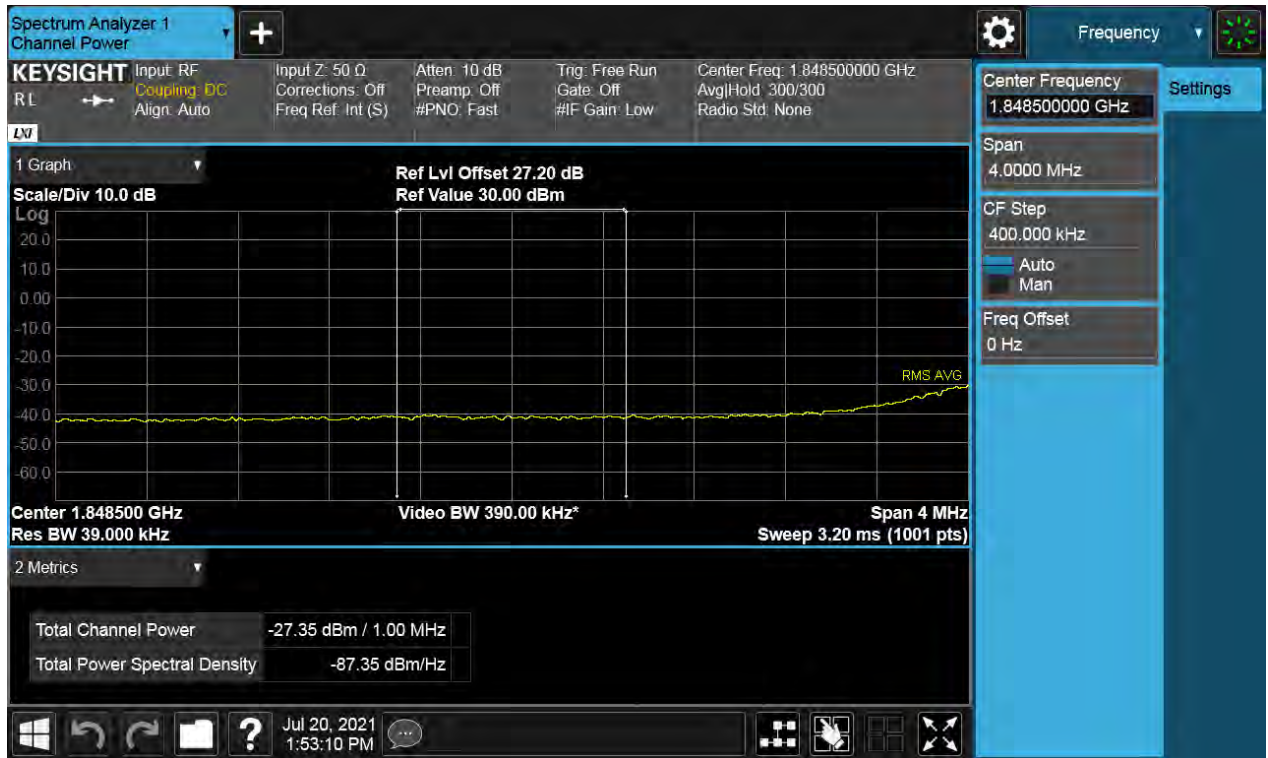 Spectrum Analyzer 1
Channel Power
+
Frequency
KEYSIGHT
RL
LXI
Input: RF
Coupling: DC
Align: Auto
Input Z: 50 Ω
Corrections: Off
Freq Ref: Int (S)
Atten: 10 dB
Preamp: Off
#PNO: Fast
Trig: Free Run
Gate: Off
#IF Gain: Low
Center Freq: 1.848500000 GHz
Avg|Hold: 300/300
Radio Std: None
Center Frequency
1.848500000 GHz
Settings
Span
4.0000 MHz
CF Step
400.000 kHz
Auto
Man
Freq Offset
0 Hz
1 Graph
Scale/Div 10.0 dB
Ref Lvl Offset 27.20 dB
Ref Value 30.00 dBm
Log
20.0
10.0
0.00
-10.0
-20.0
-30.0
RMS AVG
-40.0
-50.0
-60.0
Center 1.848500 GHz
Res BW 39.000 kHz
Video BW 390.00 kHz*
Span 4 MHz
Sweep 3.20 ms (1001 pts)
2 Metrics
Total Channel Power -27.35 dBm / 1.00 MHz
Total Power Spectral Density -87.35 dBm/Hz
?
Jul 20, 2021
1:53:10 PM